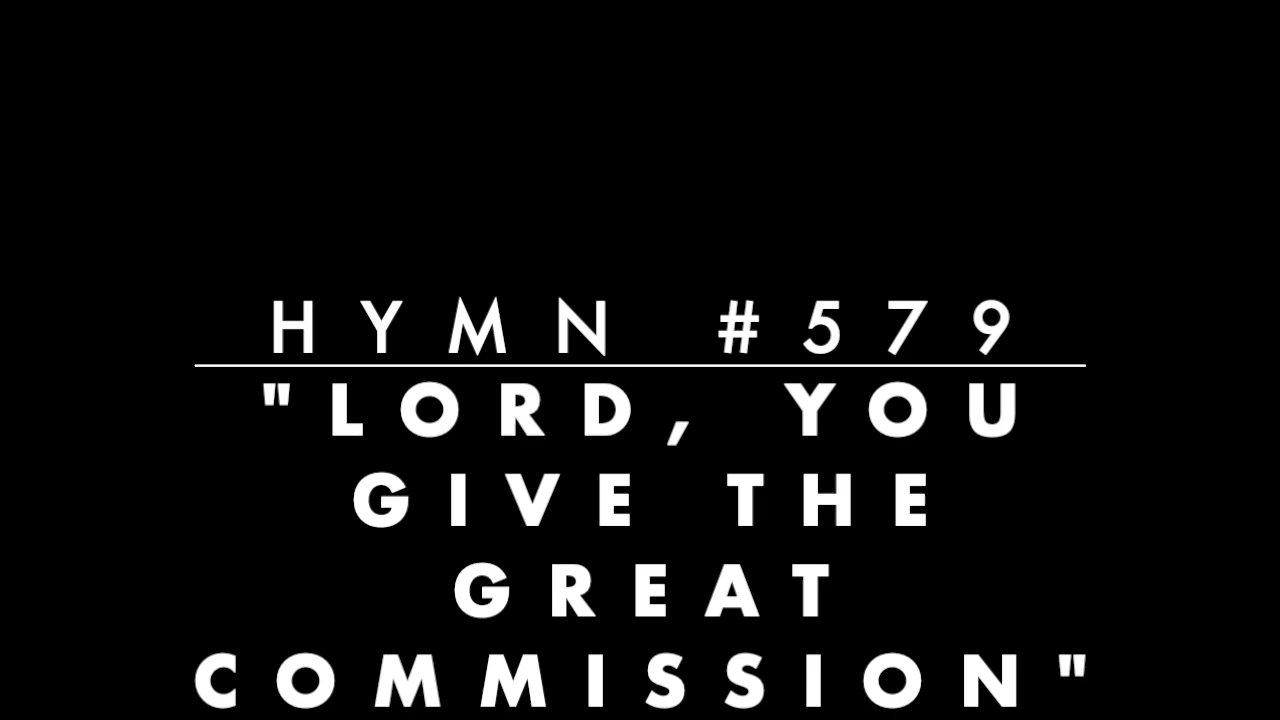 HYMN #579
"LORD, YOU
GIVE THE
GREAT
COMMISSION"